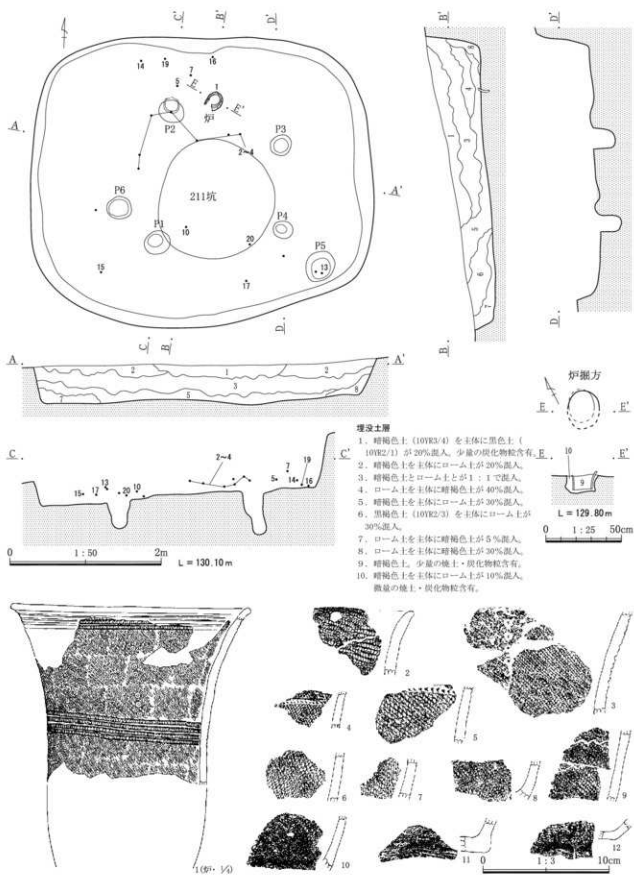 C' B' D'
14 19 16
7
5 E 1
E'
炉
P2
P3
A
2~4
211坑
A'
P6
P1
P4
10
20
P5
15
13
17
C B
D
B'
1
4
3
5
6
7
B
D'
D
A A'
2 1 2
3
7 5 8
炉掘方
E E'
C C'
2~4
19
7
13 5 14
15 17 20 10 16
E E'
10
9
L=129.80m
0 1:25 50cm
0 1:50 2m
L=130.10m
埋没土層
1. 暗褐色土(10YR3/4)を主体に黒色土(
10YR2/1)が20%混入。少量の炭化物粒含有。
2. 暗褐色土を主体にローム土が20%混入。
3. 暗褐色土とローム土とが1:1で混入。
4. ローム土を主体に暗褐色土が40%混入。
5. ローム土を主体に暗褐色土が30%混入。
6. 黒褐色土(10YR2/3)を主体にローム土が
30%混入。
7. ローム土を主体に暗褐色土が5%混入。
8. ローム土を主体に暗褐色土が30%混入。
9. 暗褐色土。少量の焼土・炭化物粒含有。
10. 暗褐色土を主体にローム土が10%混入。
微量の焼土・炭化物粒含有。
2
3
4
5
6
7
8
9
1(炉・1/5)
10
11
12
0 1:3 10cm